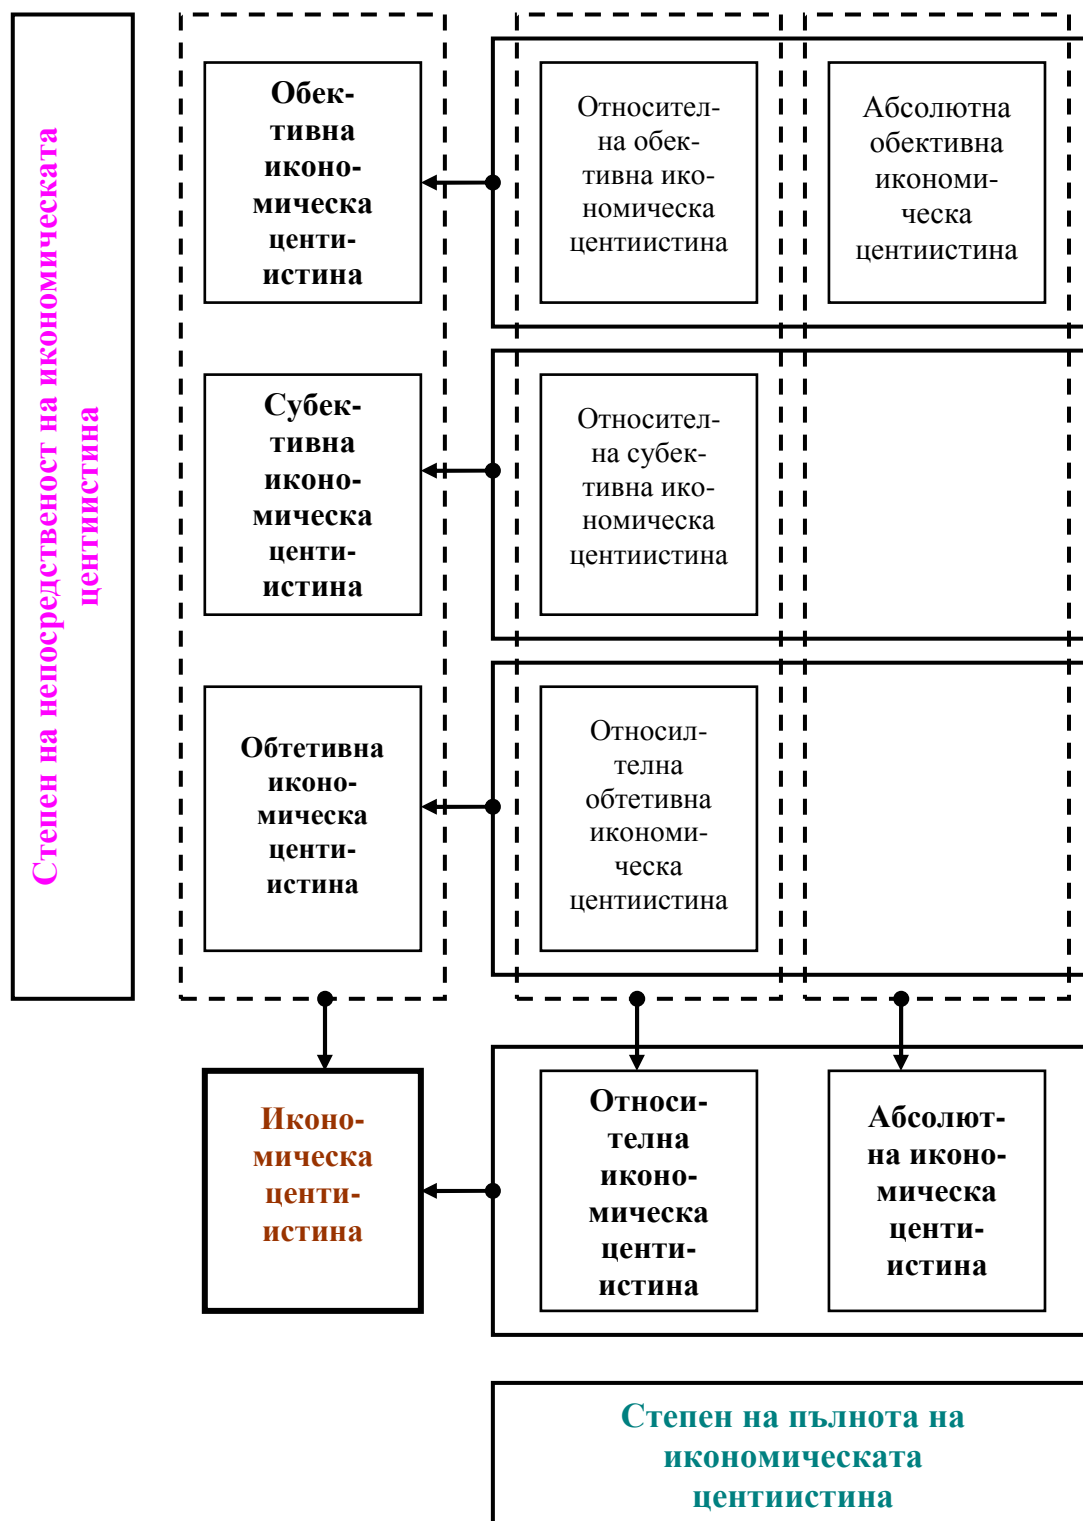 Степен на непосредственост на икономическата
центиистина
Обек-
тивна
иконо-
мическа
центи-
истина
Относител-
на обек-
тивна ико-
номическа
центиистина
Абсолютна
обективна
икономи-
ческа
центиистина
Субек-
тивна
иконо-
мическа
центи-
истина
Относител-
на субек-
тивна ико-
номическа
центиистина
Обтетивна
иконо-
мическа
центи-
истина
Относил-
телна
обтетивна
икономи-
ческа
центиистина
Иконо-
мическа
центи-
истина
Относи-
телна
иконо-
мическа
центи-
истина
Абсолют-
на иконо-
мическа
центи-
истина
Степен на пълнота на
икономическата
центиистина